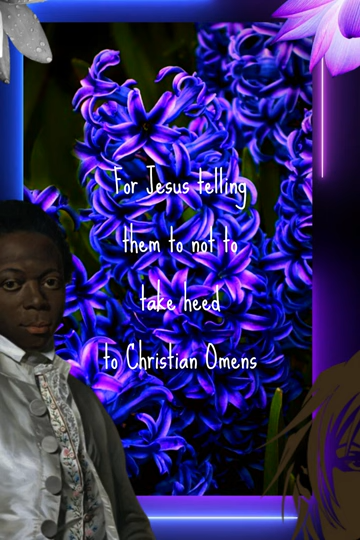 For Jesus telling
them to not to
take heed
to Christian Omens